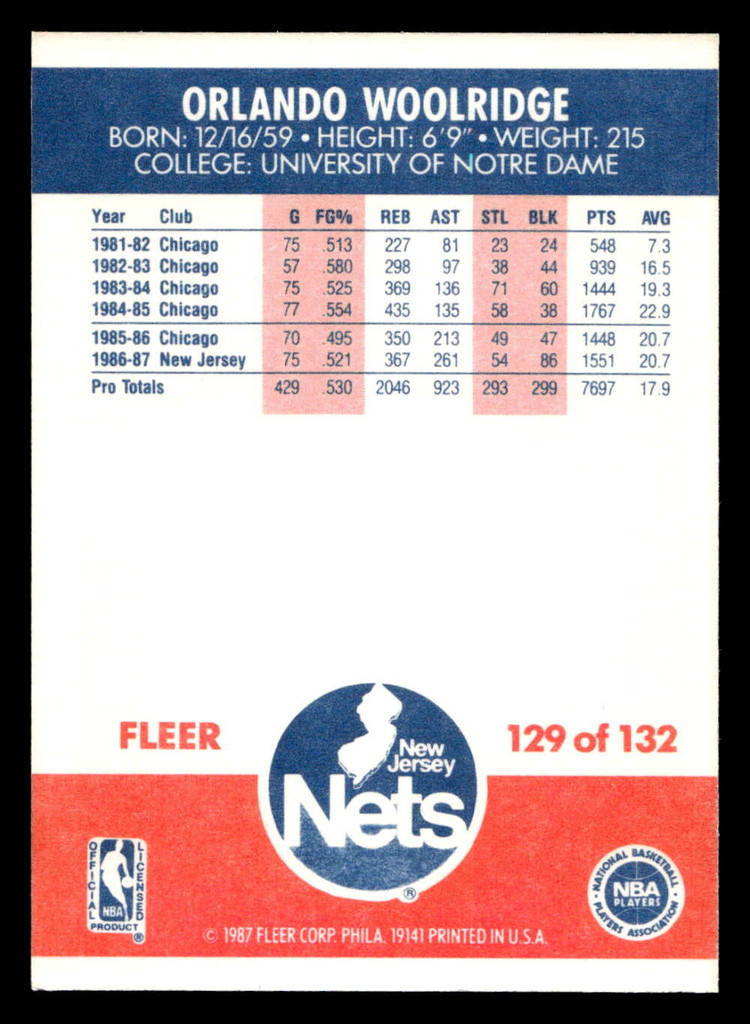 ORLANDO WOOLRIDGE
BORN: 12/16/59 • HEIGHT: 6'9" • WEIGHT: 215
COLLEGE: UNIVERSITY OF NOTRE DAME
Year Club G FG% REB AST STL BLK PTS AVG
1981-82 Chicago 75 .513 227 81 23 24 548 7.3
1982-83 Chicago 57 .580 298 97 38 44 939 16.5
1983-84 Chicago 75 .525 369 136 71 60 1444 19.3
1984-85 Chicago 77 .554 435 135 58 38 1767 22.9
1985-86 Chicago 70 .495 350 213 49 47 1448 20.7
1986-87 New Jersey 75 .521 367 261 54 86 1551 20.7
Pro Totals 429 .530 2046 923 293 299 7697 17.9
FLEER
129 of 132
New
Jersey
Nets
®
OFFICIAL
LICENSED
NBA
PRODUCT
®
NATIONAL BASKETBALL
NBA
PLAYERS
PLAYERS ASSOCIATION
© 1987 FLEER CORP. PHILA. 19141 PRINTED IN U.S.A.